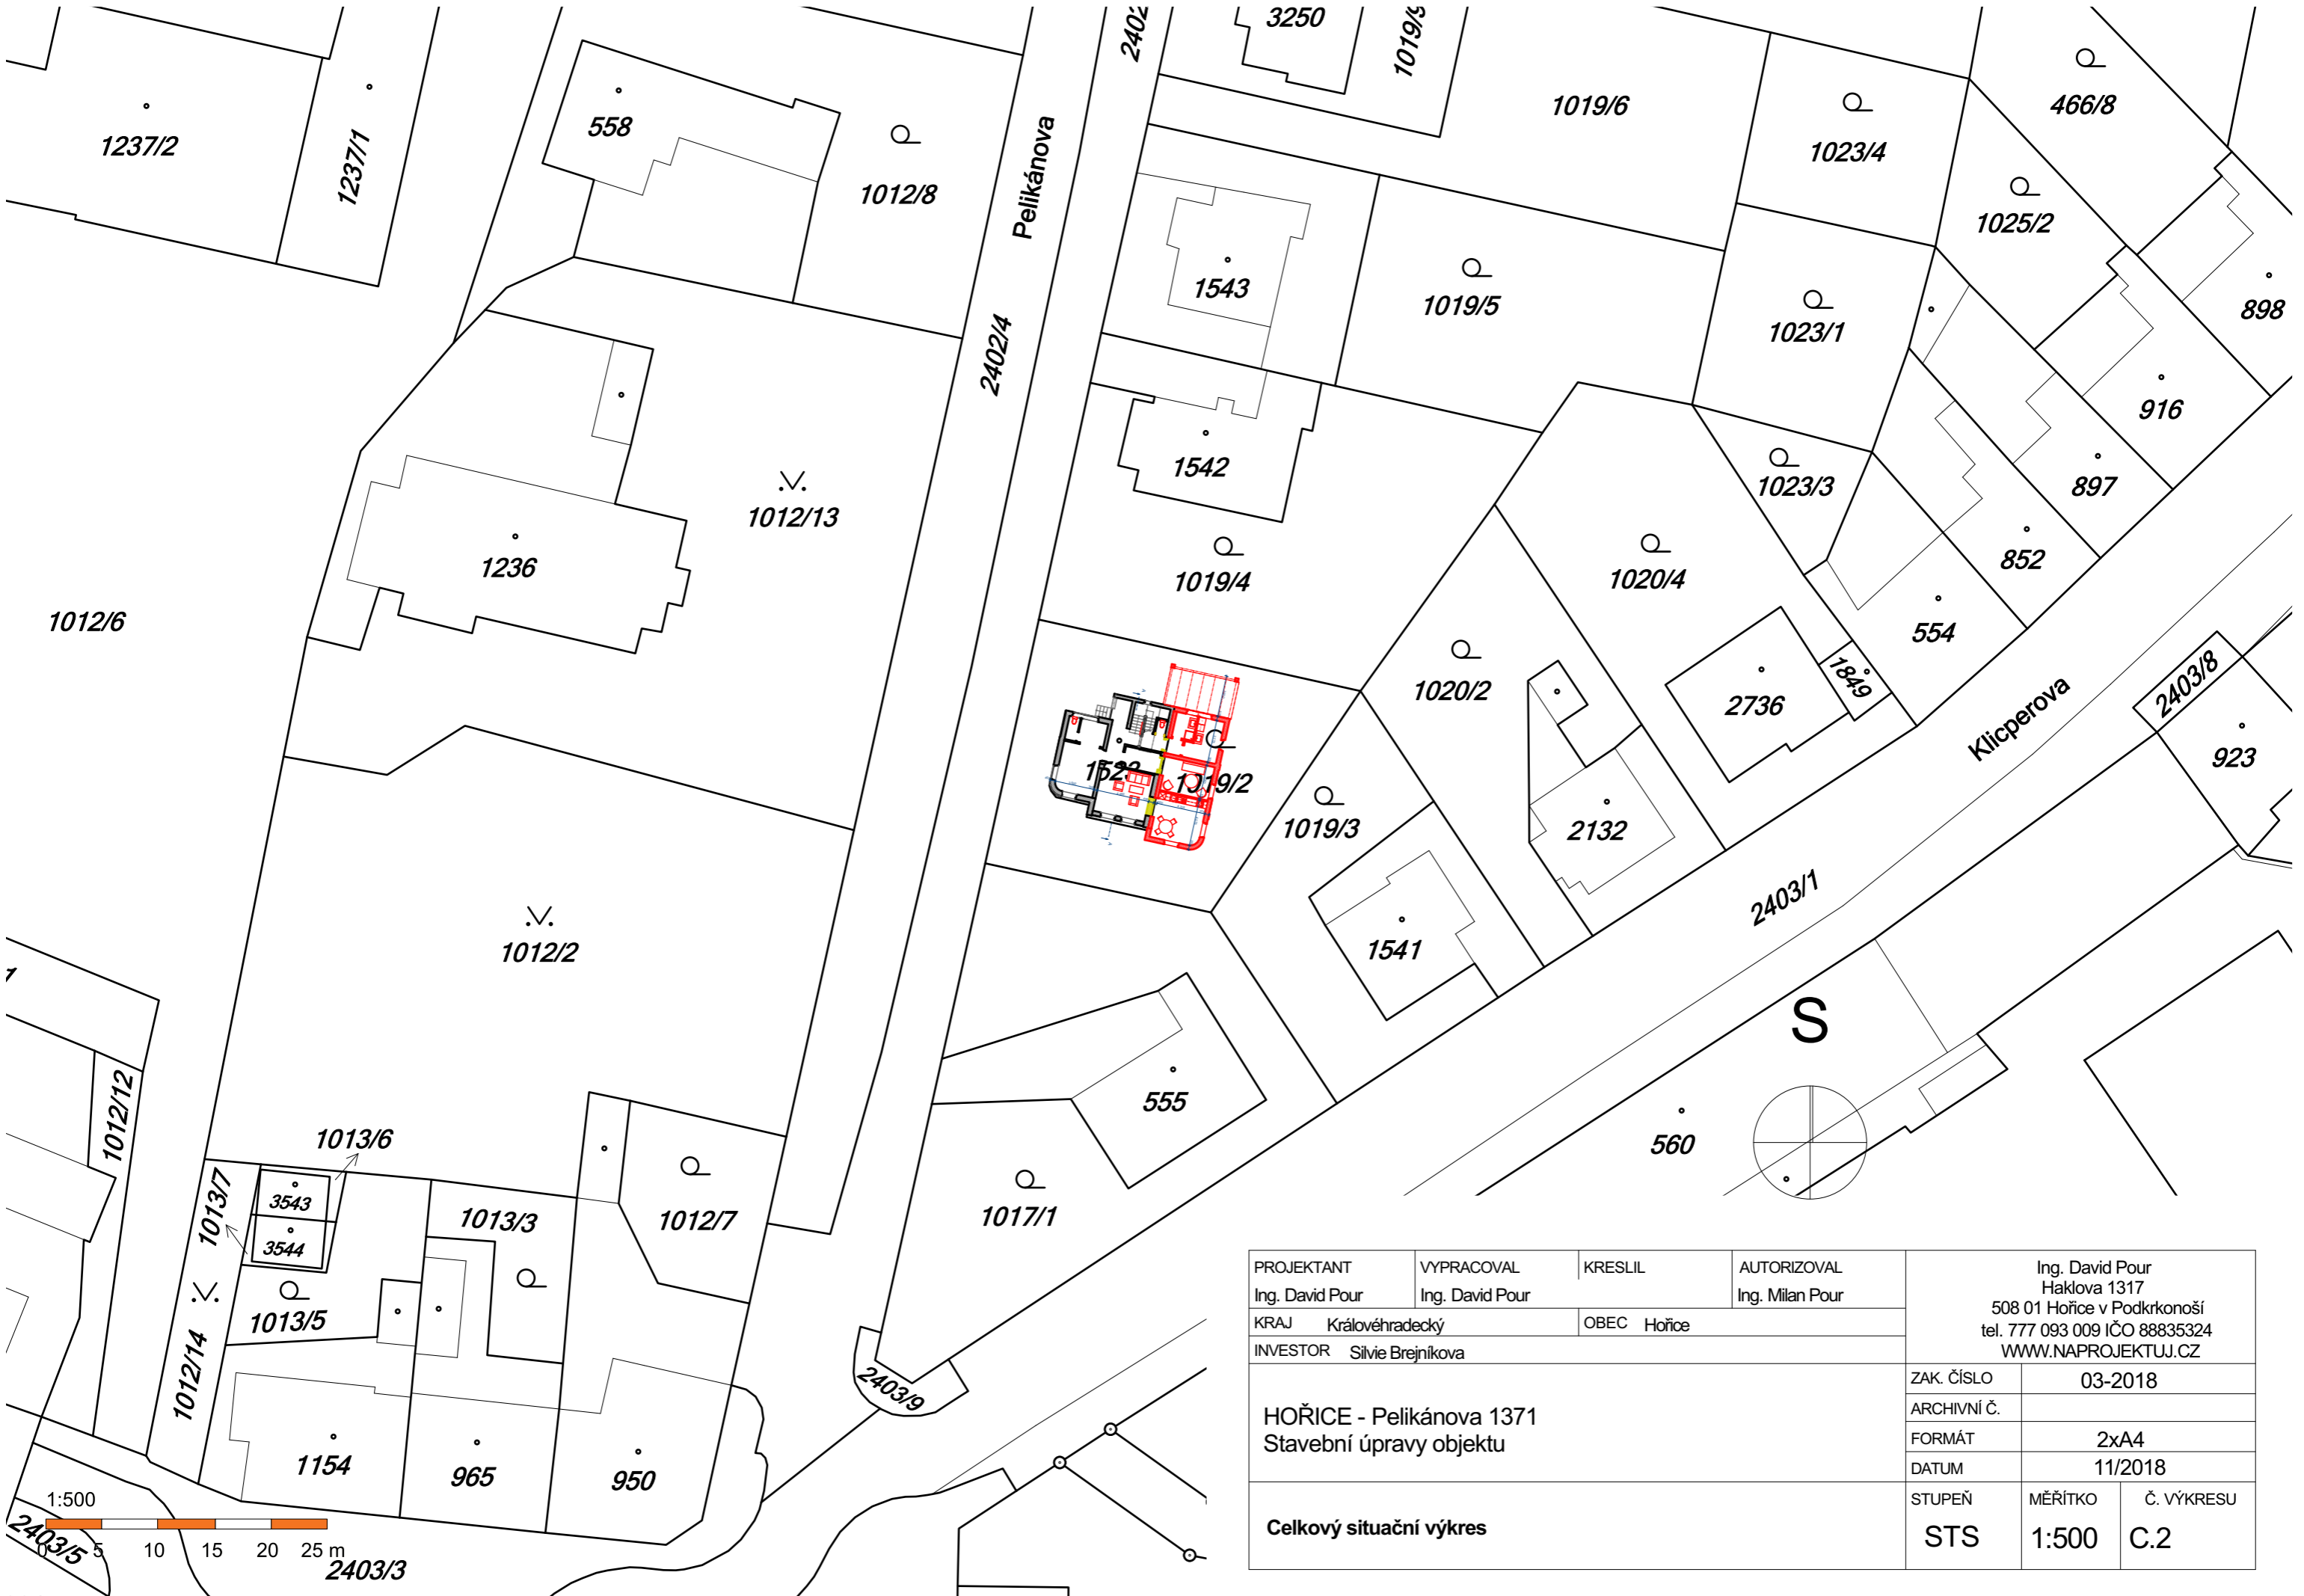 2402
3250
1019/9
1237/2
1237/1
558
1012/8
Pelikánova
1019/6
1023/4
466/8
1025/2
1543
1019/5
1023/1
898
2402/4
916
1542
1023/3
897
1012/13
1236
1019/4
1020/4
852
1012/6
554
1020/2
2736
1849
2403/8
Klicperova
923
1523
1019/2
1019/3
2132
2403/1
1012/2
1541
1
S
1012/12
555
560
1013/6
1013/7
3543
3544
1013/3
1012/7
1017/1
1013/5
1012/14
2403/9
1154
965
950
1:500
0 5 10 15 20 25 m
2403/5
2403/3
PROJEKTANT VYPRACOVAL KRESLIL AUTORIZOVAL
Ing. David Pour Ing. David Pour Ing. Milan Pour
KRAJ Královéhradecký OBEC Hořice
INVESTOR Silvie Brejníkova
Ing. David Pour
Haklova 1317
508 01 Hořice v Podkrkonoší
tel. 777 093 009 IČO 88835324
WWW.NAPROJEKTUJ.CZ
HOŘICE - Pelikánova 1371
Stavební úpravy objektu
ZAK. ČÍSLO 03-2018
ARCHIVNÍ Č.
FORMÁT 2xA4
DATUM 11/2018
Celkový situační výkres
STUPEŇ MĚŘÍTKO Č. VÝKRESU
STS 1:500 C.2